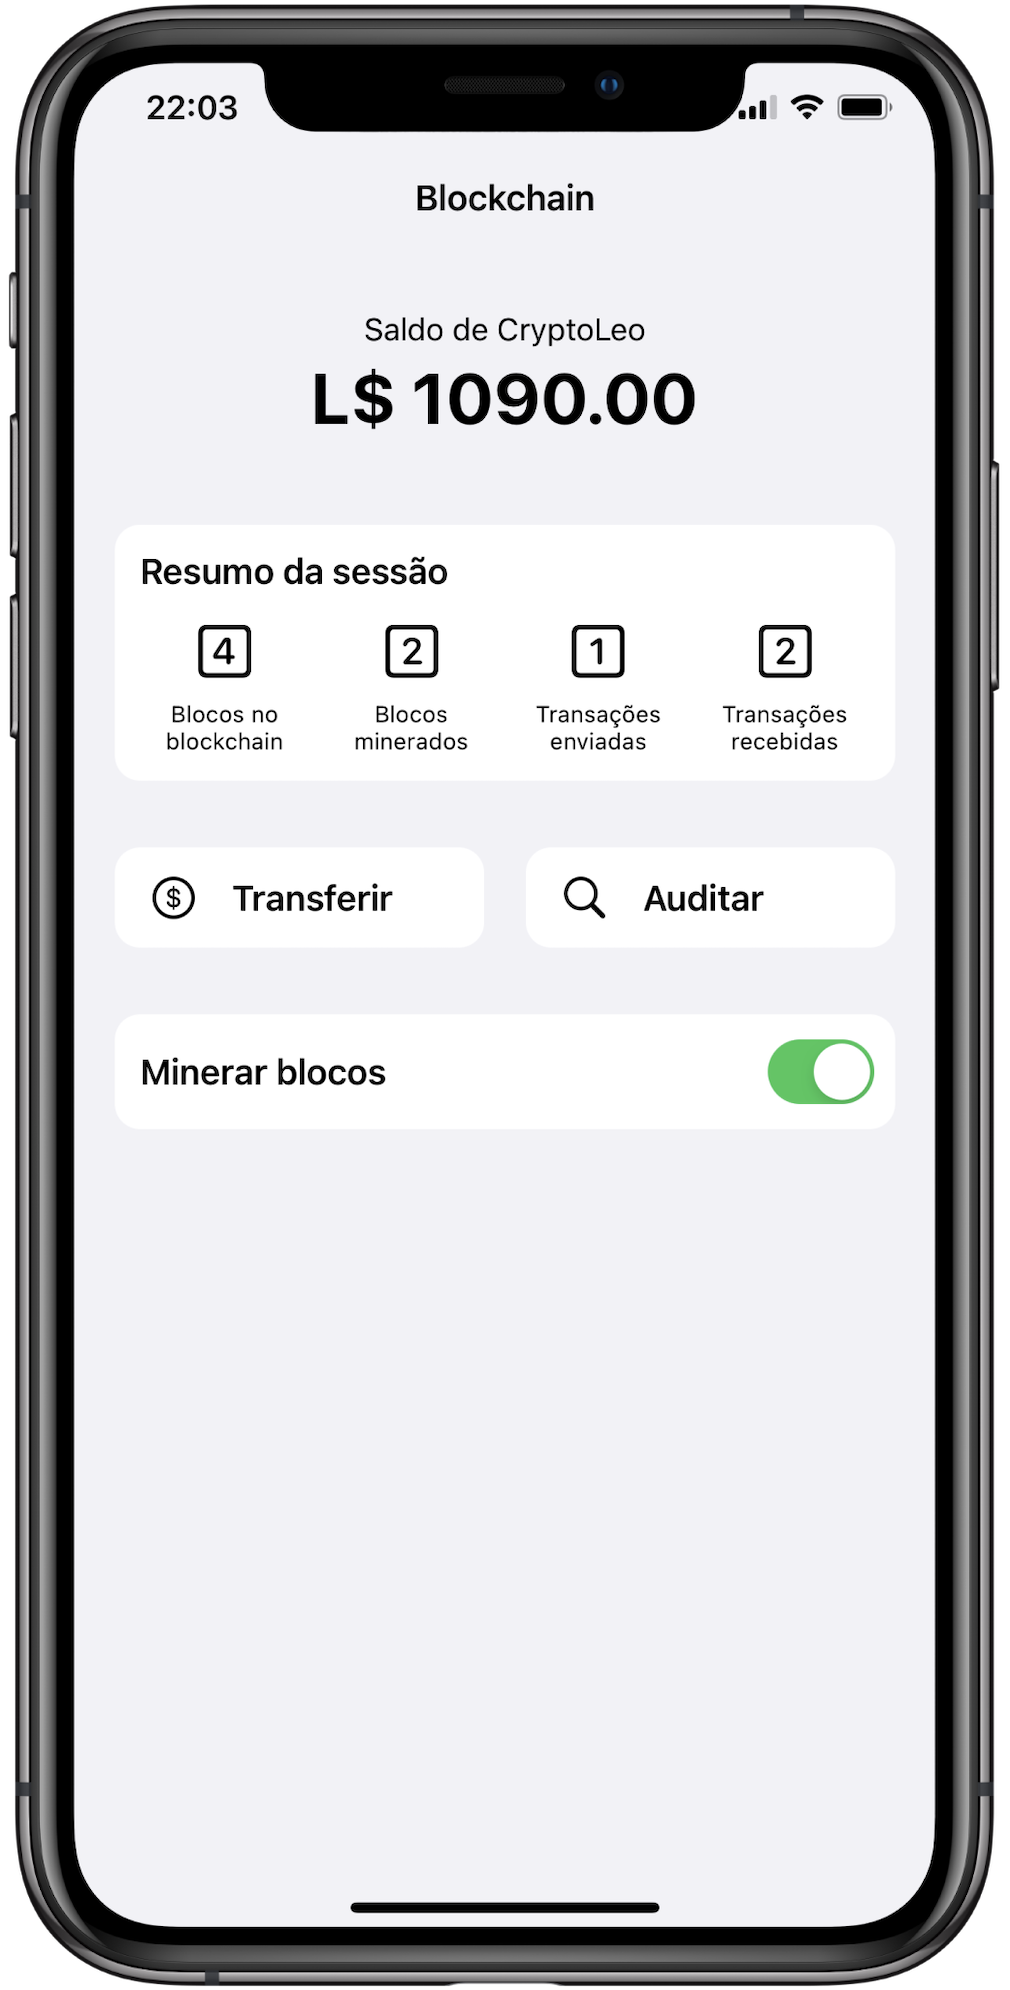 22:03
Blockchain
Saldo de CryptoLeo
L$ 1090.00
Resumo da sessão
4 2 1 2
Blocos no Blocos Transações Transações
blockchain minerados enviadas recebidas
$ Transferir Auditar
Minerar blocos